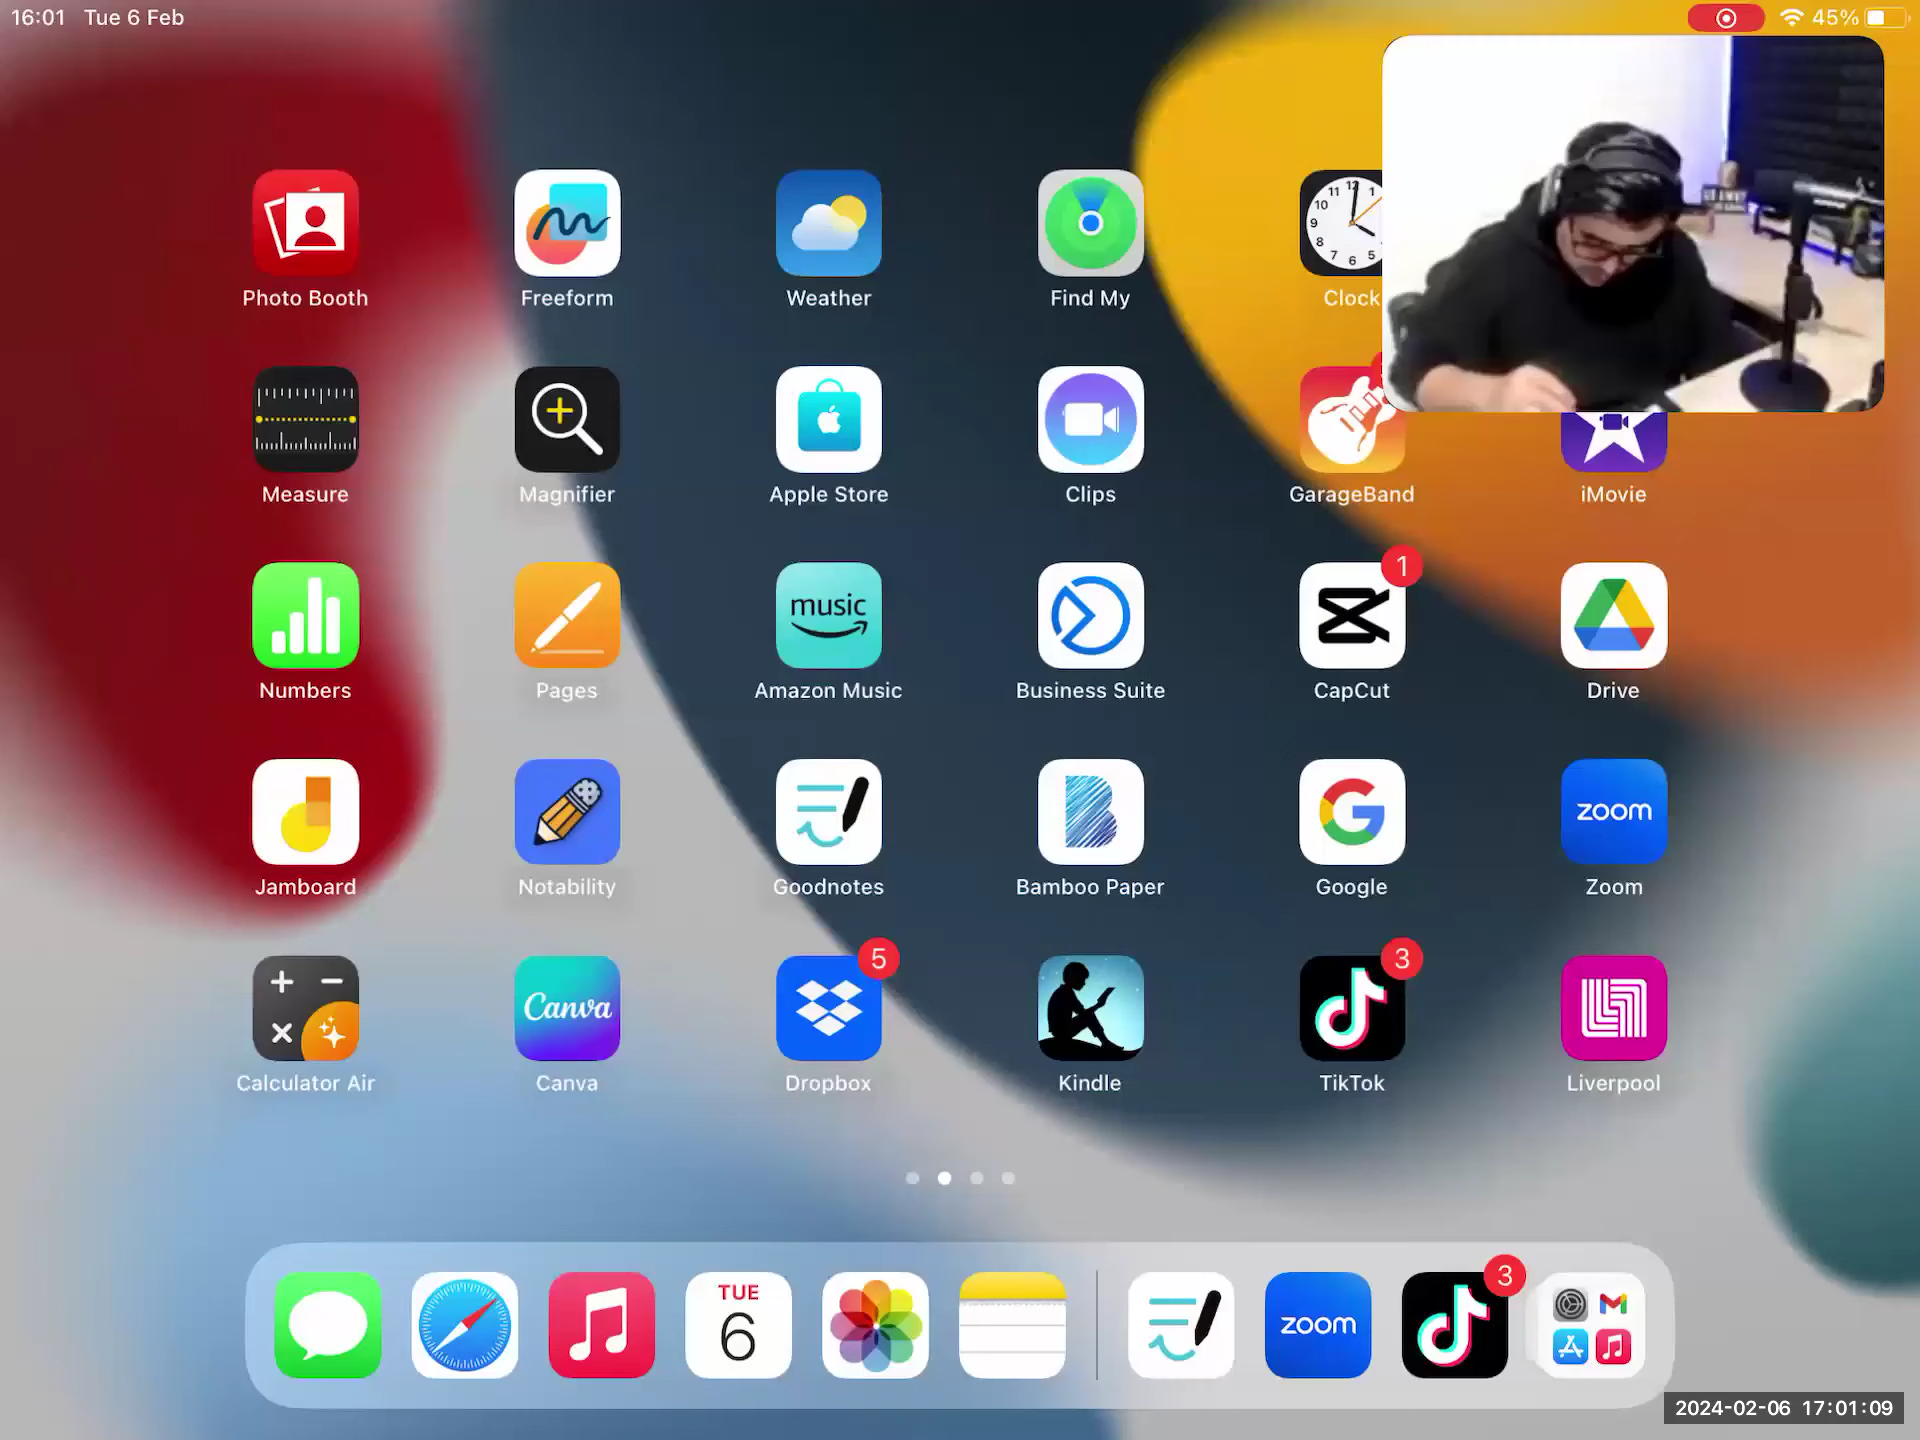 16:01 Tue 6 Feb
45%
Photo Booth
Freeform
Weather
Find My
Clock
Measure
Magnifier
Apple Store
Clips
GarageBand
iMovie
music
1
Numbers
Pages
Amazon Music
Business Suite
CapCut
Drive
zoom
Jamboard
Notability
Goodnotes
Bamboo Paper
Google
Zoom
Canva
5
3
Calculator Air
Canva
Dropbox
Kindle
TikTok
Liverpool
TUE
6
zoom
3
2024-02-06 17:01:09